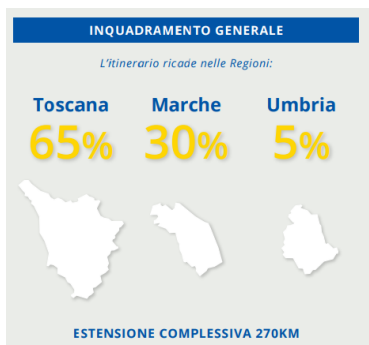 INQUADRAMENTO GENERALE
L'itinerario ricade nelle Regioni:
Toscana Marche Umbria
65% 30% 5%
ESTENSIONE COMPLESSIVA 270KM